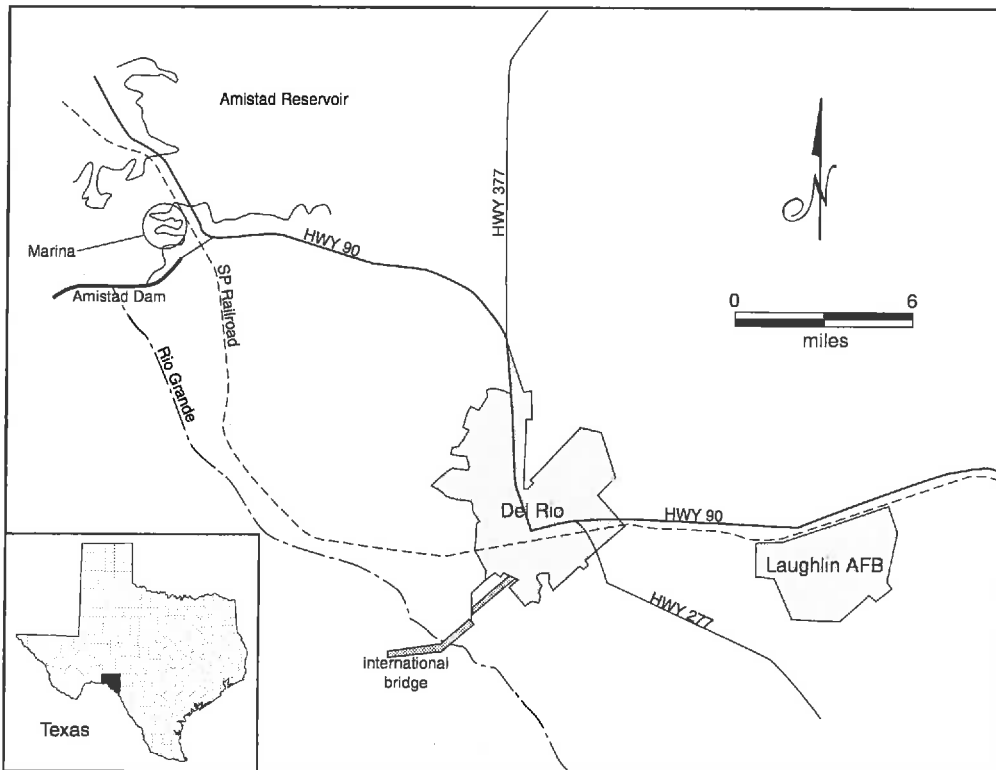 Amistad Reservoir
N
HWY 377
Marina
HWY 90
Amistad Dam
SP Railroad
0 6
miles
Rio Grande
Del Rio
HWY 90
Laughlin AFB
HWY 277
International
bridge
Texas